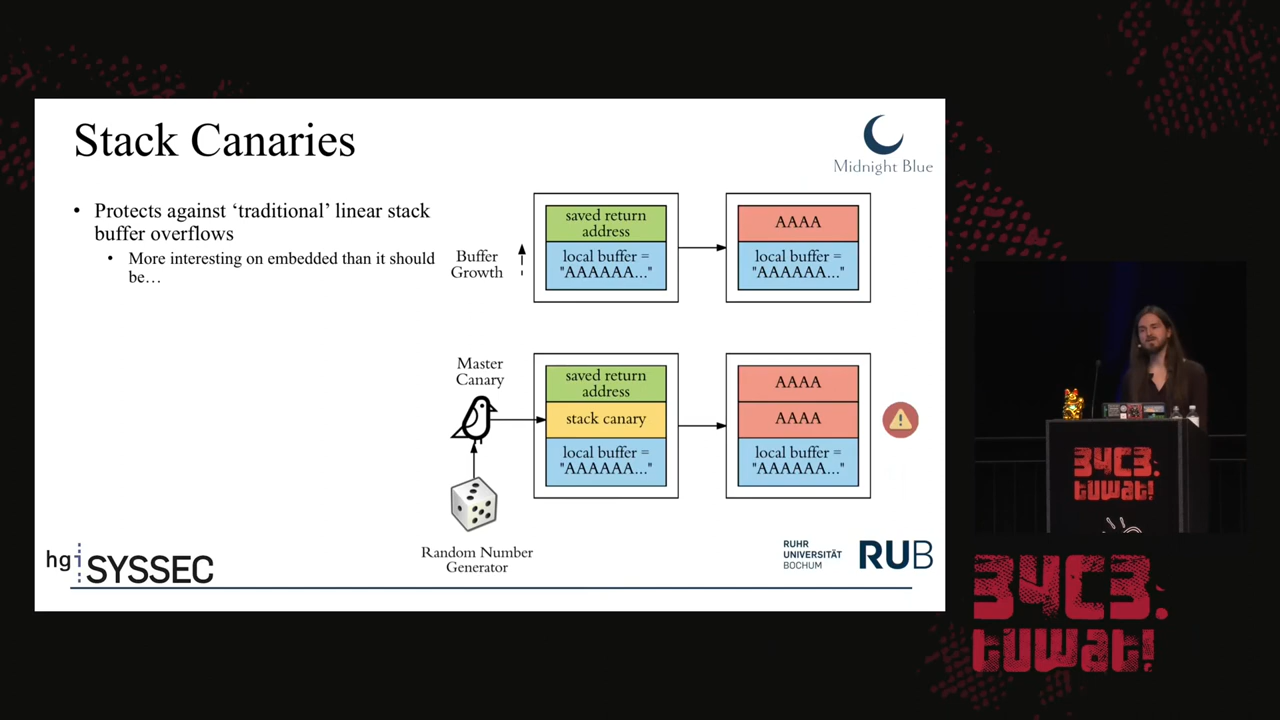 Stack Canaries
Midnight Blue
• Protects against ‘traditional’ linear stack
buffer overflows
• More interesting on embedded than it should
be…
Buffer
Growth
saved return
address
local buffer =
"AAAAAA..."
AAAA
local buffer =
"AAAAAA..."
Master
Canary
saved return
address
stack canary
local buffer =
"AAAAAA..."
AAAA
AAAA
local buffer =
"AAAAAA..."
Random Number
Generator
hgi SYSSEC
RUHR
UNIVERSITÄT
BOCHUM
RUB
34C3.
tuwat!
34C3.
tuwat!